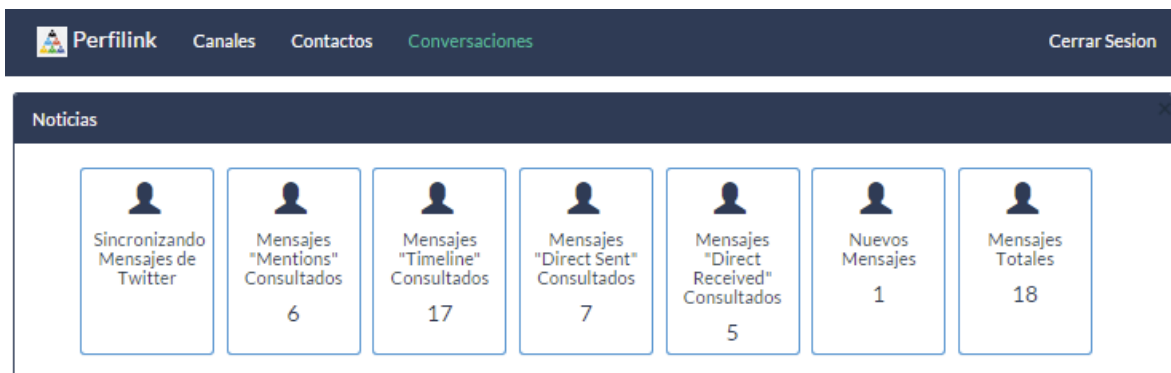 Perfilink Canales Contactos Conversaciones Cerrar Sesion
Noticias
Sincronizando
Mensajes de
Twitter
Mensajes
"Mentions"
Consultados
6
Mensajes
"Timeline"
Consultados
17
Mensajes
"Direct Sent"
Consultados
7
Mensajes
"Direct
Received"
Consultados
5
Nuevos
Mensajes
1
Mensajes
Totales
18